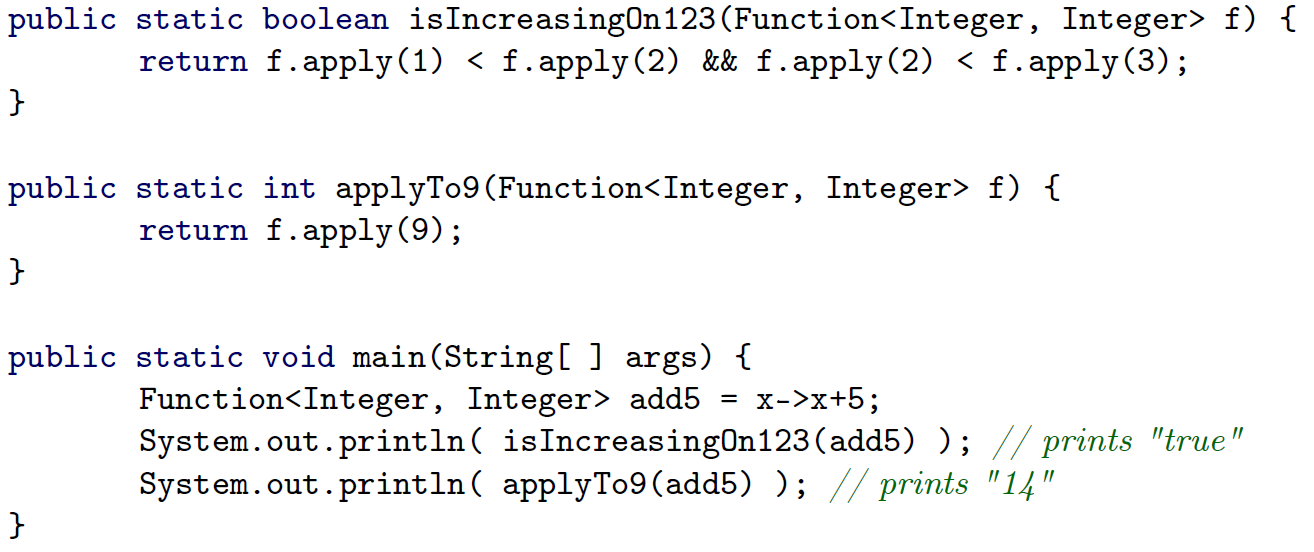 public static boolean isIncreasingOn123(Function<Integer, Integer> f) {
return f.apply(1) < f.apply(2) && f.apply(2) < f.apply(3);
}
public static int applyTo9(Function<Integer, Integer> f) {
return f.apply(9);
}
public static void main(String[ ] args) {
Function<Integer, Integer> add5 = x->x+5;
System.out.println( isIncreasingOn123(add5) ); // prints "true"
System.out.println( applyTo9(add5) ); // prints "14"
}